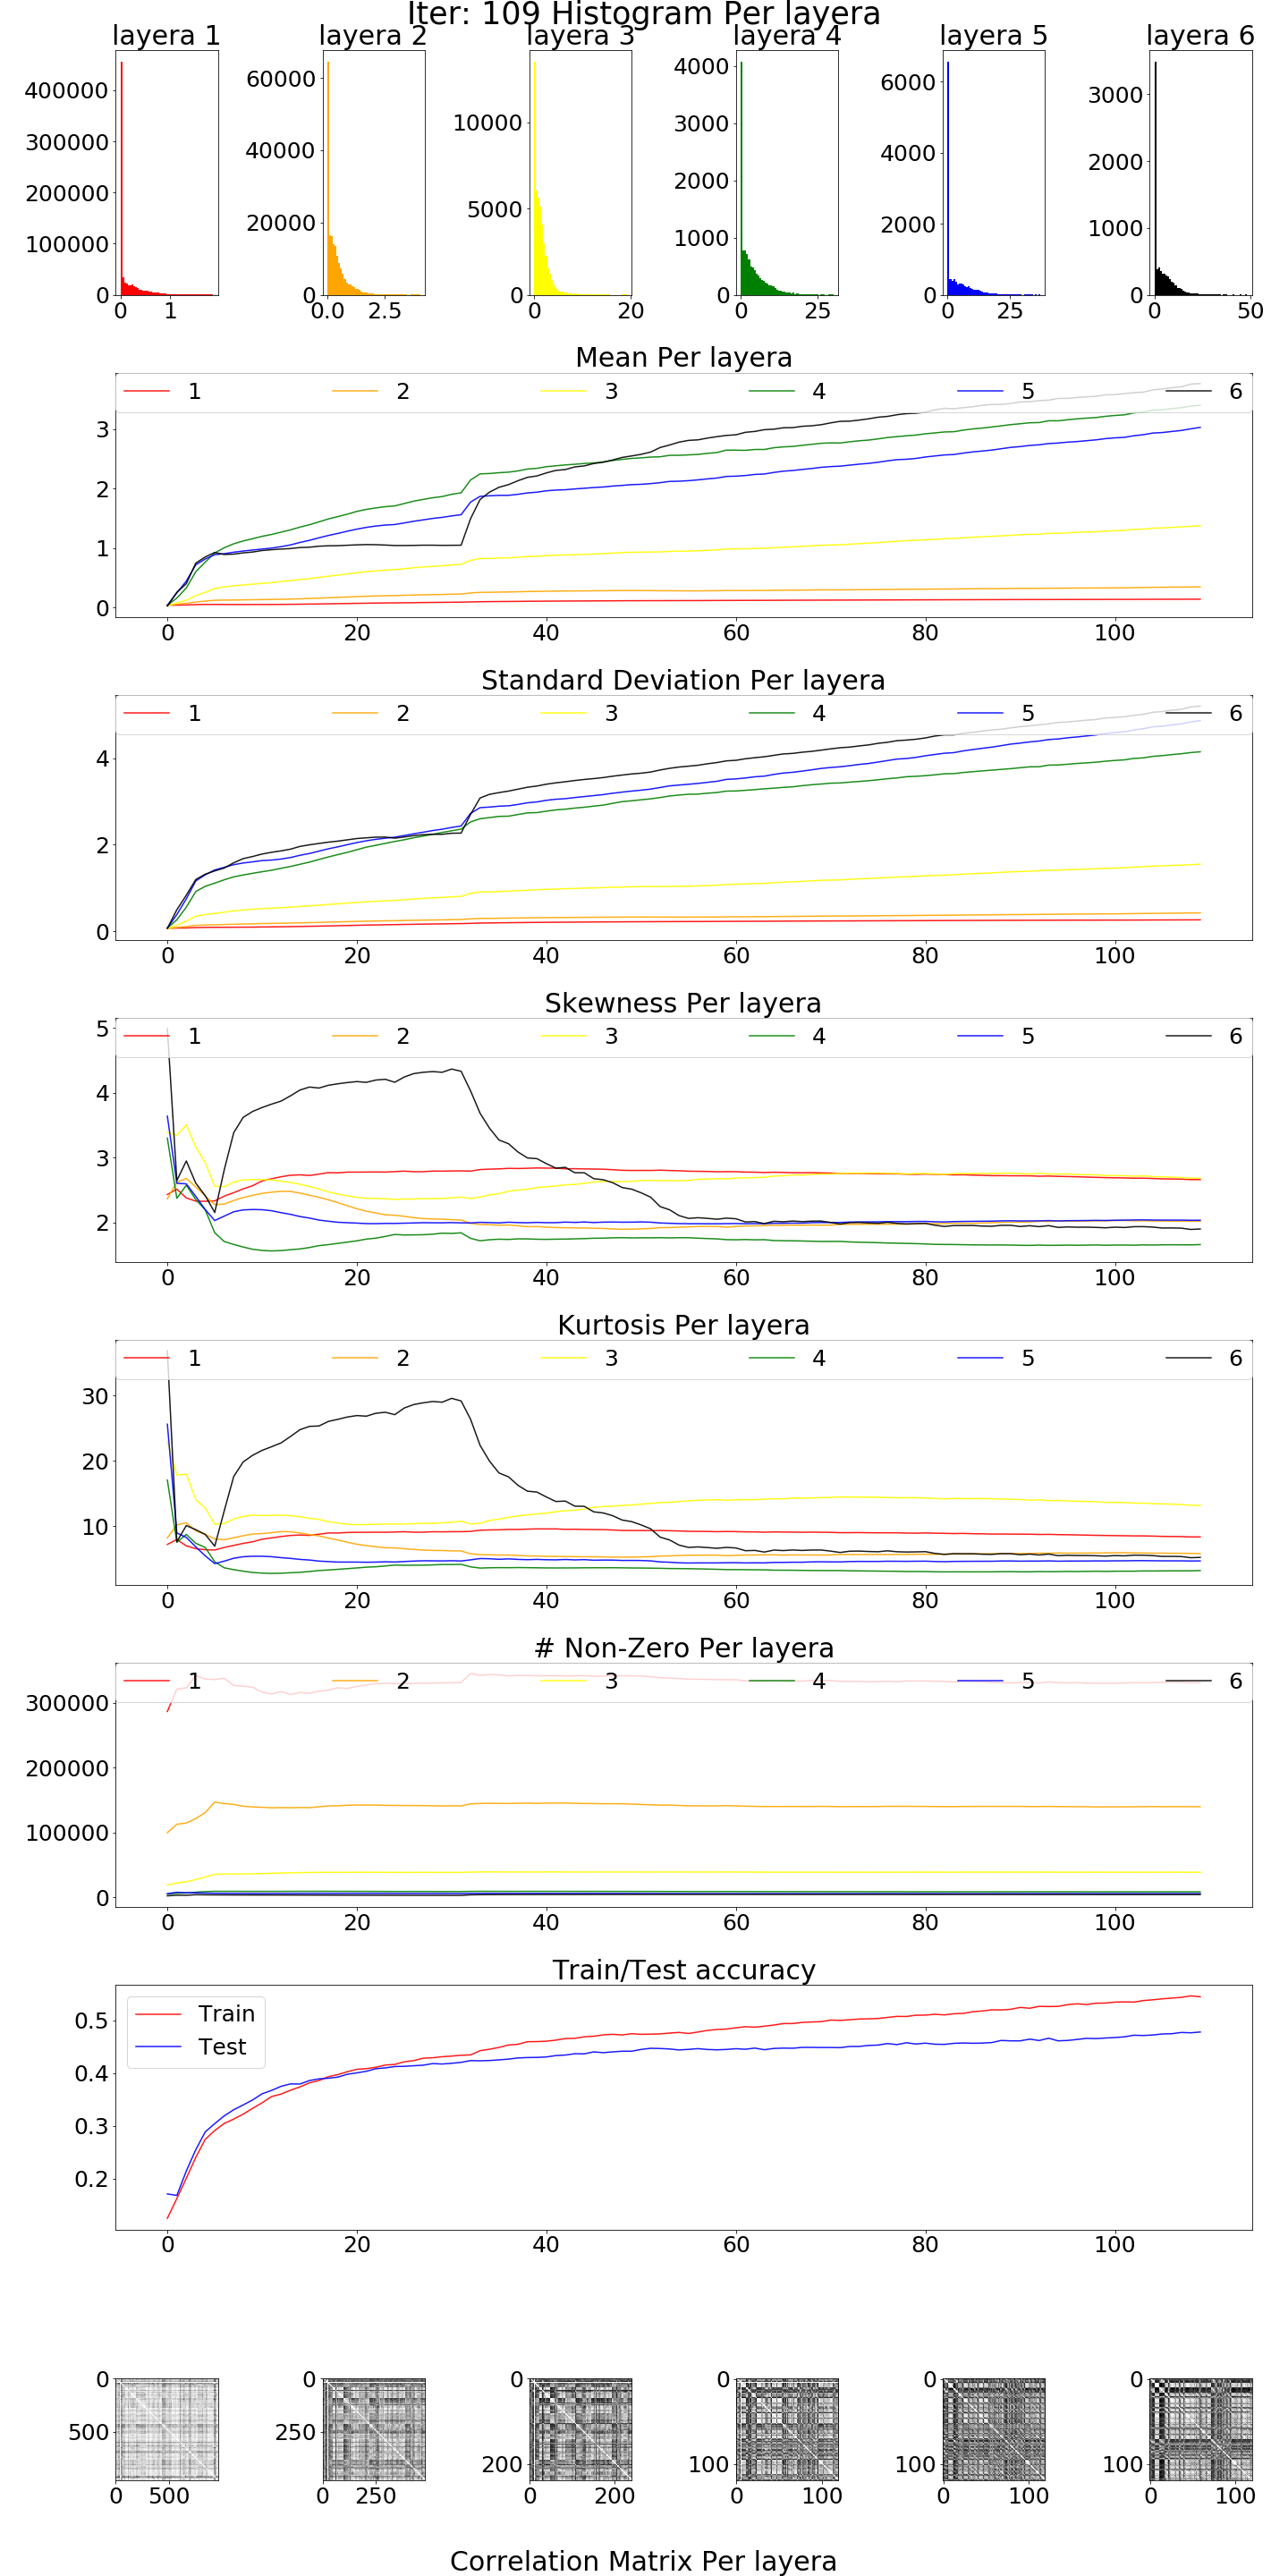 Iter: 109 Histogram Per layera
layera 1 layera 2 layera 3 layera 4 layera 5 layera 6
400000 300000 200000 100000 0
0 1
60000 40000 20000 0
0.0 2.5
10000 5000 0
0 20
4000 3000 2000 1000 0
0 25
6000 4000 2000 0
0 25
3000 2000 1000 0
0 50
Mean Per layera
1 2 3 4 5 6
3
2
1
0
0 20 40 60 80 100
Standard Deviation Per layera
1 2 3 4 5 6
4
2
0
0 20 40 60 80 100
Skewness Per layera
1 2 3 4 5 6
5
4
3
2
0 20 40 60 80 100
Kurtosis Per layera
1 2 3 4 5 6
30
20
10
0 20 40 60 80 100
# Non-Zero Per layera
1 2 3 4 5 6
300000
200000
100000
0
0 20 40 60 80 100
Train/Test accuracy
Train
Test
0.5
0.4
0.3
0.2
0 20 40 60 80 100
0 500
0 500
0 250
0 250
0 200
0 200
0 100
0 100
0 100
0 100
0 100
0 100
Correlation Matrix Per layera